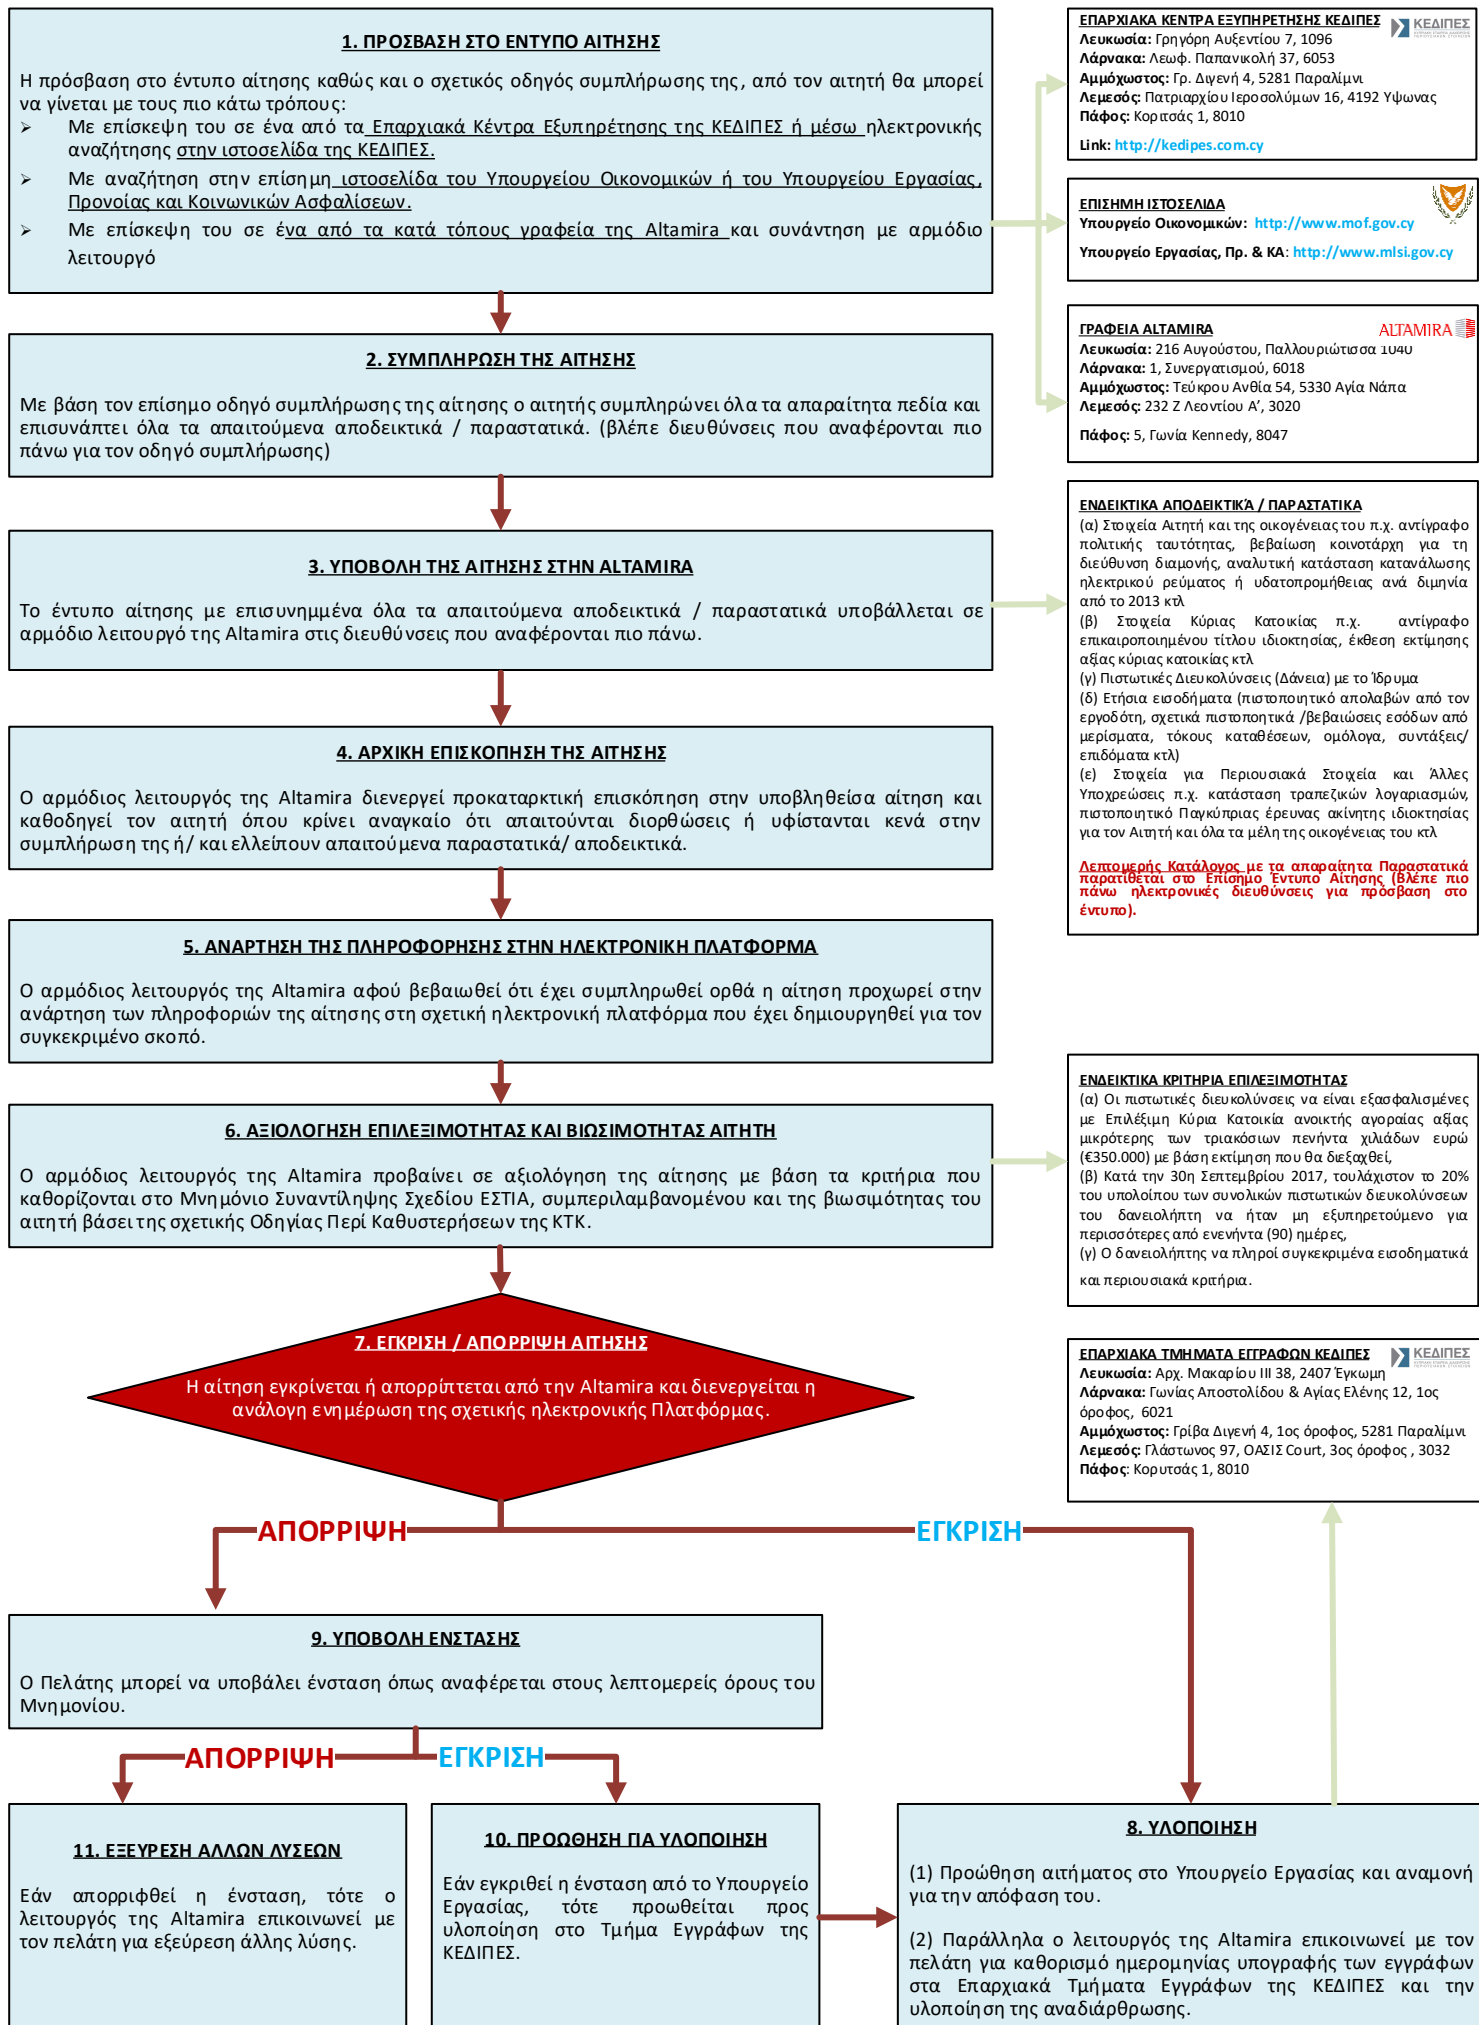 1. ΠΡΟΣΒΑΣΗ ΣΤΟ ΕΝΤΥΠΟ ΑΙΤΗΣΗΣ
Η πρόσβαση στο έντυπο αίτησης καθώς και ο σχετικός οδηγός συμπλήρωσης της, από τον αιτητή θα μπορεί
να γίνεται με τους πιο κάτω τρόπους:
➢ Με επίσκεψη του σε ένα από τα Επαρχιακά Κέντρα Εξυπηρέτησης της ΚΕΔΙΠΕΣ ή μέσω ηλεκτρονικής
αναζήτησης στην ιστοσελίδα της ΚΕΔΙΠΕΣ.
➢ Με αναζήτηση στην επίσημη ιστοσελίδα του Υπουργείου Οικονομικών ή του Υπουργείου Εργασίας,
Προνοίας και Κοινωνικών Ασφαλίσεων.
➢ Με επίσκεψη του σε ένα από τα κατά τόπους γραφεία της Altamira και συνάντηση με αρμόδιο
λειτουργό
ΕΠΑΡΧΙΑΚΑ ΚΕΝΤΡΑ ΕΞΥΠΗΡΕΤΗΣΗΣ ΚΕΔΙΠΕΣ
ΚΕΔΙΠΕΣ
Λευκωσία: Γρηγόρη Αυξεντίου 7, 1096
Λάρνακα: Λεωφ. Παπανικολή 37, 6053
Αμμόχωστος: Γρ. Διγενή 4, 5281 Παραλίμνι
Λεμεσός: Πατριαρχίου Ιεροσολύμων 16, 4192 Υψωνας
Πάφος: Κοριτσάς 1, 8010
Link: http://kedipes.com.cy
ΕΠΙΣΗΜΗ ΙΣΤΟΣΕΛΙΔΑ
Υπουργείο Οικονομικών: http://www.mof.gov.cy
Υπουργείο Εργασίας, Πρ. & ΚΑ: http://www.mlsi.gov.cy
ΓΡΑΦΕΙΑ ALTAMIRA
ALTAMIRA
Λευκωσία: 216 Αυγούστου, Παλλουριώτισσα 1040
Λάρνακα: 1, Συνεργατισμού, 6018
Αμμόχωστος: Τεύκρου Ανθία 54, 5330 Αγία Νάπα
Λεμεσός: 232 Ζ Λεοντίου Α’, 3020
Πάφος: 5, Γωνία Kennedy, 8047
2. ΣΥΜΠΛΗΡΩΣΗ ΤΗΣ ΑΙΤΗΣΗΣ
Με βάση τον επίσημο οδηγό συμπλήρωσης της αίτησης ο αιτητής συμπληρώνει όλα τα απαραίτητα πεδία και
επισυνάπτει όλα τα απαιτούμενα αποδεικτικά / παραστατικά. (βλέπε διευθύνσεις που αναφέρονται πιο
πάνω για τον οδηγό συμπλήρωσης)
3. ΥΠΟΒΟΛΗ ΤΗΣ ΑΙΤΗΣΗΣ ΣΤΗΝ ALTAMIRA
Το έντυπο αίτησης με επισυνημμένα όλα τα απαιτούμενα αποδεικτικά / παραστατικά υποβάλλεται σε
αρμόδιο λειτουργό της Altamira στις διευθύνσεις που αναφέρονται πιο πάνω.
ΕΝΔΕΙΚΤΙΚΑ ΑΠΟΔΕΙΚΤΙΚΆ / ΠΑΡΑΣΤΑΤΙΚΑ
(α) Στοιχεία Αιτητή και της οικογένειας του π.χ. αντίγραφο
πολιτικής ταυτότητας, βεβαίωση κοινοτάρχη για τη
διεύθυνση διαμονής, αναλυτική κατάσταση κατανάλωσης
ηλεκτρικού ρεύματος ή υδατοπρομήθειας ανά διμηνία
από το 2013 κτλ
(β) Στοιχεία Κύριας Κατοικίας π.χ. αντίγραφο
επικαιροποιημένου τίτλου ιδιοκτησίας, έκθεση εκτίμησης
αξίας κύριας κατοικίας κτλ
(γ) Πιστωτικές Διευκολύνσεις (Δάνεια) με το Ίδρυμα
(δ) Ετήσια εισοδήματα (πιστοποιητικό απολαβών από τον
εργοδότη, σχετικά πιστοποητικά /βεβαιώσεις εσόδων από
μερίσματα, τόκους καταθέσεων, ομόλογα, συντάξεις/
επιδόματα κτλ)
(ε) Στοιχεία για Περιουσιακά Στοιχεία και Άλλες
Υποχρεώσεις π.χ. κατάσταση τραπεζικών λογαριασμών,
πιστοποιητικό Παγκύπριας έρευνας ακίνητης ιδιοκτησίας
για τον Αιτητή και όλα τα μέλη της οικογένειας του κτλ
Λεπτομερής Κατάλογος με τα απαραίτητα Παραστατικά
παρατίθεται στο Επίσημο Έντυπο Αίτησης (Βλέπε πιο
πάνω ηλεκτρονικές διευθύνσεις για πρόσβαση στο
έντυπο).
4. ΑΡΧΙΚΗ ΕΠΙΣΚΟΠΗΣΗ ΤΗΣ ΑΙΤΗΣΗΣ
Ο αρμόδιος λειτουργός της Altamira διενεργεί προκαταρκτική επισκόπηση στην υποβληθείσα αίτηση και
καθοδηγεί τον αιτητή όπου κρίνει αναγκαίο ότι απαιτούνται διορθώσεις ή υφίστανται κενά στην
συμπλήρωση της ή/ και ελλείπουν απαιτούμενα παραστατικά/ αποδεικτικά.
5. ΑΝΑΡΤΗΣΗ ΤΗΣ ΠΛΗΡΟΦΟΡΗΣΗΣ ΣΤΗΝ ΗΛΕΚΤΡΟΝΙΚΗ ΠΛΑΤΦΟΡΜΑ
Ο αρμόδιος λειτουργός της Altamira αφού βεβαιωθεί ότι έχει συμπληρωθεί ορθά η αίτηση προχωρεί στην
ανάρτηση των πληροφοριών της αίτησης στη σχετική ηλεκτρονική πλατφόρμα που έχει δημιουργηθεί για τον
συγκεκριμένο σκοπό.
6. ΑΞΙΟΛΟΓΗΣΗ ΕΠΙΛΕΞΙΜΟΤΗΤΑΣ ΚΑΙ ΒΙΩΣΙΜΟΤΗΤΑΣ ΑΙΤΗΤΗ
Ο αρμόδιος λειτουργός της Altamira προβαίνει σε αξιολόγηση της αίτησης με βάση τα κριτήρια που
καθορίζονται στο Μνημόνιο Συναντίληψης Σχεδίου ΕΣΤΙΑ, συμπεριλαμβανομένου και της βιωσιμότητας του
αιτητή βάσει της σχετικής Οδηγίας Περί Καθυστερήσεων της ΚΤΚ.
ΕΝΔΕΙΚΤΙΚΑ ΚΡΙΤΗΡΙΑ ΕΠΙΛΕΞΙΜΟΤΗΤΑΣ
(α) Οι πιστωτικές διευκολύνσεις να είναι εξασφαλισμένες
με Επιλέξιμη Κύρια Κατοικία ανοικτής αγοραίας αξίας
μικρότερης των τριακόσιων πενήντα χιλιάδων ευρώ
(€350.000) με βάση εκτίμηση που θα διεξαχθεί,
(β) Κατά την 30η Σεπτεμβρίου 2017, τουλάχιστον το 20%
του υπολοίπου των συνολικών πιστωτικών διευκολύνσεων
του δανειολήπτη να ήταν μη εξυπηρετούμενο για
περισσότερες από ενενήντα (90) ημέρες,
(γ) Ο δανειολήπτης να πληροί συγκεκριμένα εισοδηματικά
και περιουσιακά κριτήρια.
7. ΕΓΚΡΙΣΗ / ΑΠΟΡΡΙΨΗ ΑΙΤΗΣΗΣ
Η αίτηση εγκρίνεται ή απορρίπτεται από την Altamira και διενεργείται η
ανάλογη ενημέρωση της σχετικής ηλεκτρονικής Πλατφόρμας.
ΕΠΑΡΧΙΑΚΑ ΤΜΗΜΑΤΑ ΕΓΓΡΑΦΩΝ ΚΕΔΙΠΕΣ
ΚΕΔΙΠΕΣ
Λευκωσία: Αρχ. Μακαρίου ΙΙΙ 38, 2407 Έγκωμη
Λάρνακα: Γωνίας Αποστολίδου & Αγίας Ελένης 12, 1ος
όροφος, 6021
Αμμόχωστος: Γρίβα Διγενή 4, 1ος όροφος, 5281 Παραλίμνι
Λεμεσός: Γλάστωνος 97, ΟΑΣΙΣ Court, 3ος όροφος , 3032
Πάφος: Κορυτσάς 1, 8010
ΑΠΟΡΡΙΨΗ
ΕΓΚΡΙΣΗ
9. ΥΠΟΒΟΛΗ ΕΝΣΤΑΣΗΣ
Ο Πελάτης μπορεί να υποβάλει ένσταση όπως αναφέρεται στους λεπτομερείς όρους του
Μνημονίου.
ΑΠΟΡΡΙΨΗ
ΕΓΚΡΙΣΗ
11. ΕΞΕΥΡΕΣΗ ΑΛΛΩΝ ΛΥΣΕΩΝ
Εάν απορριφθεί η ένσταση, τότε ο
λειτουργός της Altamira επικοινωνεί με
τον πελάτη για εξεύρεση άλλης λύσης.
10. ΠΡΟΩΘΗΣΗ ΓΙΑ ΥΛΟΠΟΙΗΣΗ
Εάν εγκριθεί η ένσταση από το Υπουργείο
Εργασίας, τότε προωθείται προς
υλοποίηση στο Τμήμα Εγγράφων της
ΚΕΔΙΠΕΣ.
8. ΥΛΟΠΟΙΗΣΗ
(1) Προώθηση αιτήματος στο Υπουργείο Εργασίας και αναμονή
για την απόφαση του.
(2) Παράλληλα ο λειτουργός της Altamira επικοινωνεί με τον
πελάτη για καθορισμό ημερομηνίας υπογραφής των εγγράφων
στα Επαρχιακά Τμήματα Εγγράφων της ΚΕΔΙΠΕΣ και την
υλοποίηση της αναδιάρθρωσης.